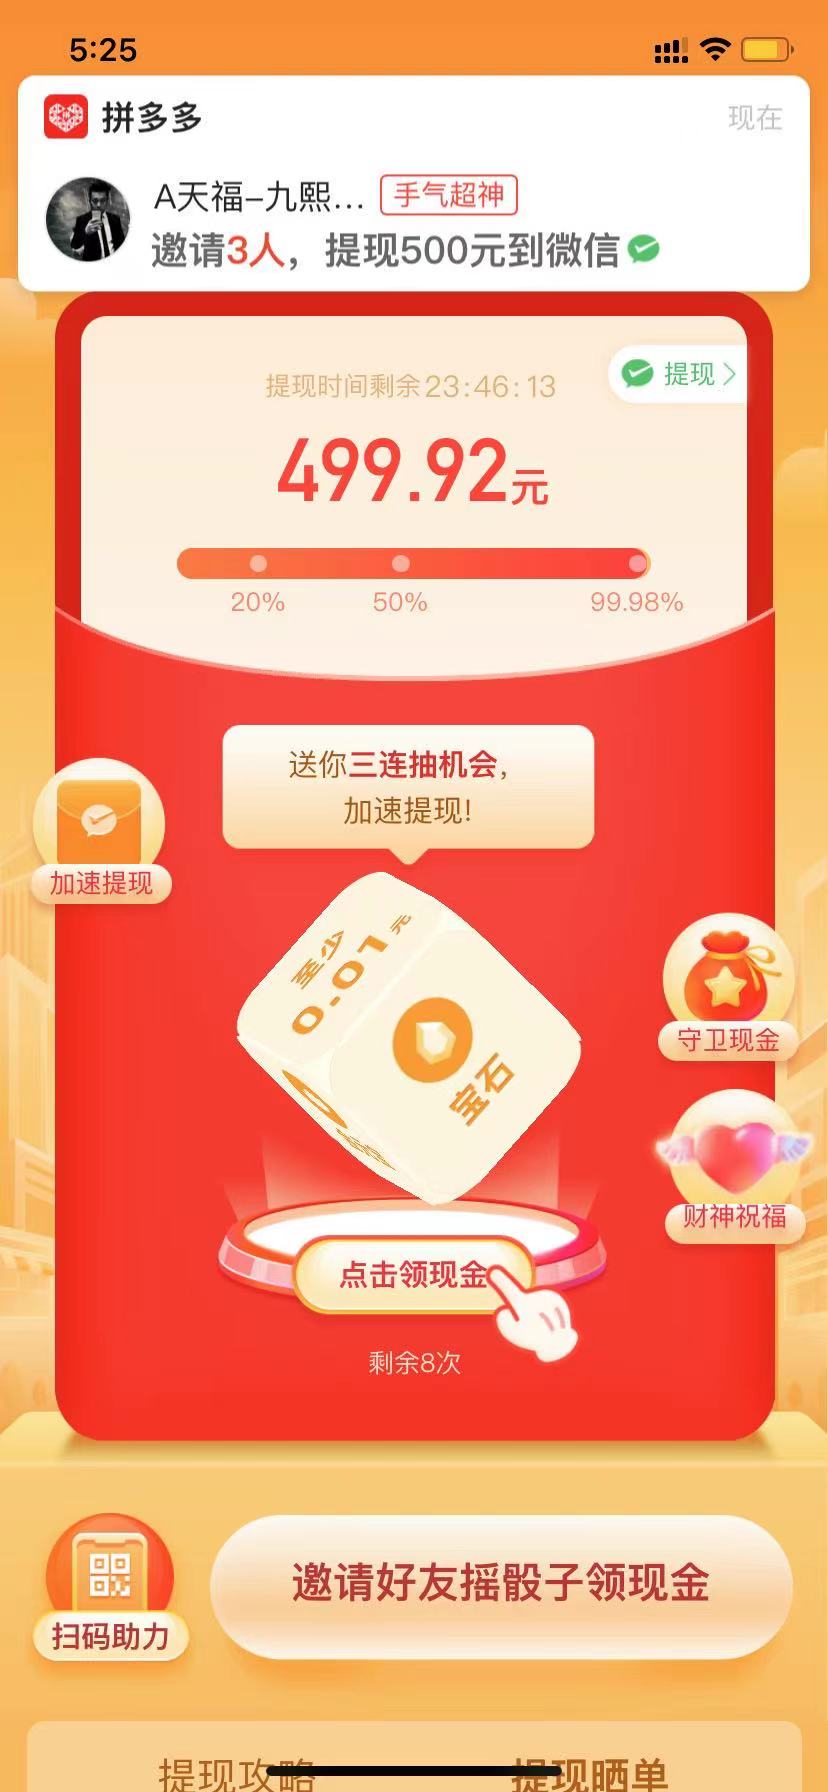 5:25
拼多多
现在
A天福-九熙... 手气超神
邀请3人，提现500元到微信
提现时间剩余23:46:13
提现
499.92元
20% 50% 99.98%
送你三连抽机会，
加速提现！
加速提现
至少
0.01元
宝石
守卫现金
财神祝福
点击领现金
剩余8次
扫码助力
邀请好友摇骰子领现金
提现攻略 提现晒单